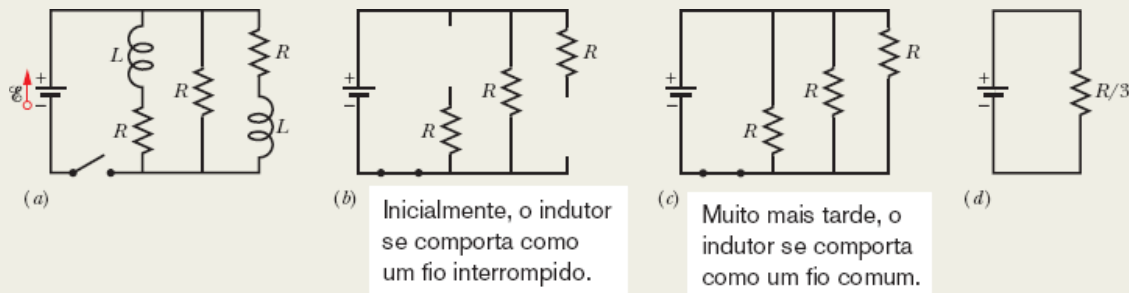 L
R
R
R
L
ℰ
+
−
(a)
+
−
R
R
R
(b)
Inicialmente, o indutor
se comporta como
um fio interrompido.
+
−
R
R
R
(c)
Muito mais tarde, o
indutor se comporta
como um fio comum.
+
−
R/3
(d)